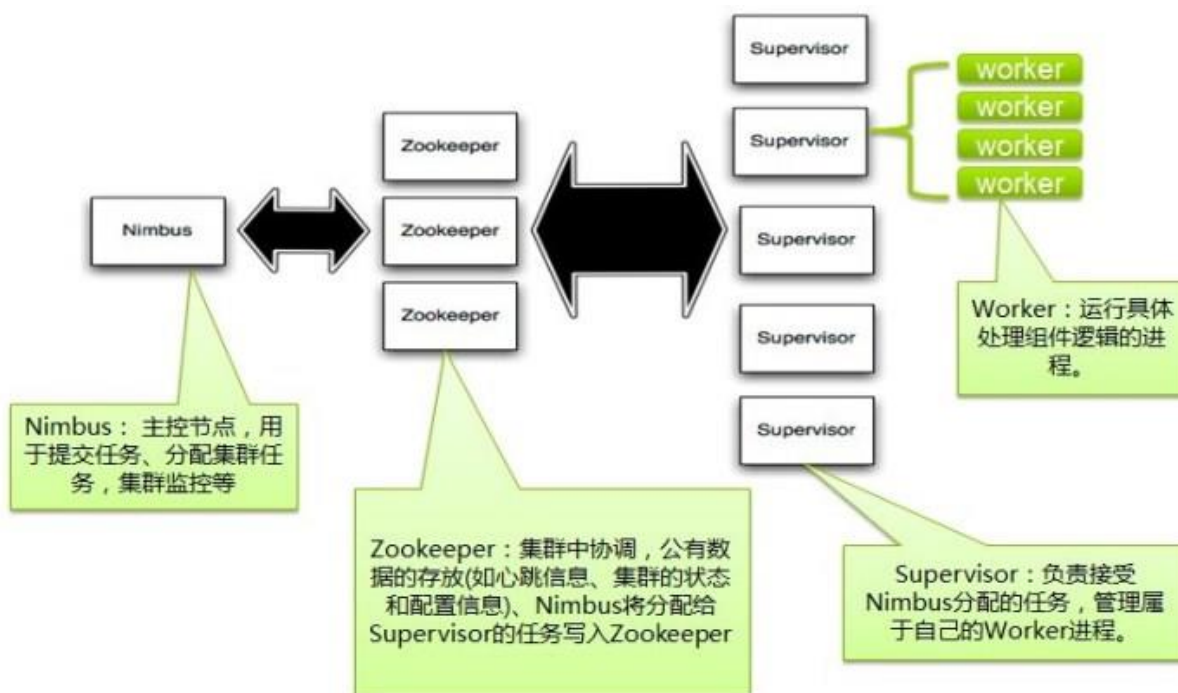 Nimbus
Zookeeper
Zookeeper
Zookeeper
Supervisor
Supervisor
Supervisor
Supervisor
Supervisor
worker
worker
worker
worker
Nimbus： 主控节点，用
于提交任务、分配集群任
务，集群监控等
Zookeeper：集群中协调，公有数
据的存放(如心跳信息、集群的状态
和配置信息)、Nimbus将分配给
Supervisor的任务写入Zookeeper
Worker：运行具体
处理组件逻辑的进
程。
Supervisor：负责接受
Nimbus分配的任务，管理属
于自己的Worker进程。